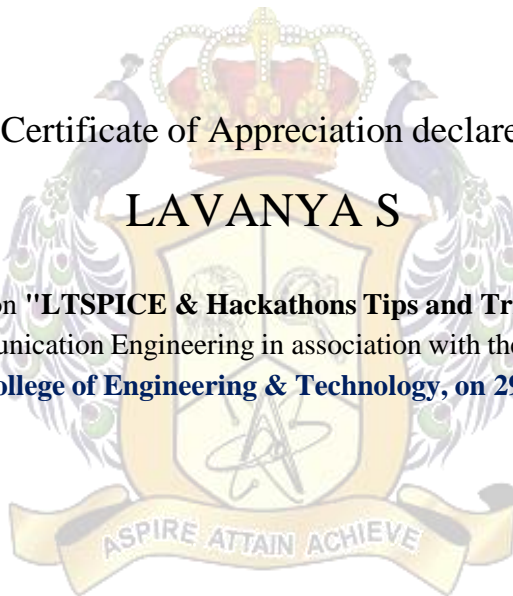 Certificate of Appreciation declare
LAVANYA S
on "LTSPICE & Hackathons Tips and Tr
unication Engineering in association with the
ollege of Engineering & Technology, on 29
ASPIRE ATTAIN ACHIEVE